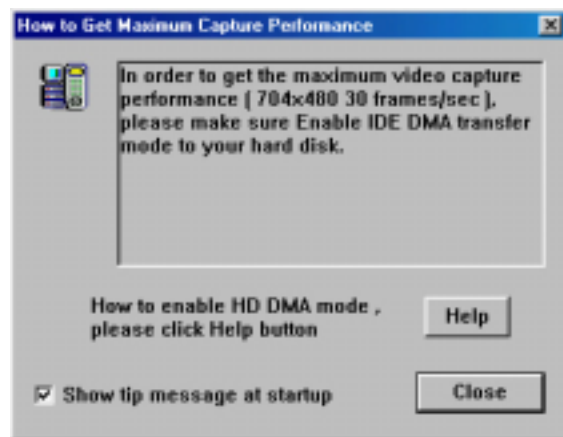 How to Get Maximum Capture Performance
In order to get the maximum video capture
performance ( 704x480 30 frames/sec ),
please make sure Enable IDE DMA transfer
mode to your hard disk.
How to enable HD DMA mode ,
please click Help button
Help
Show tip message at startup
Close